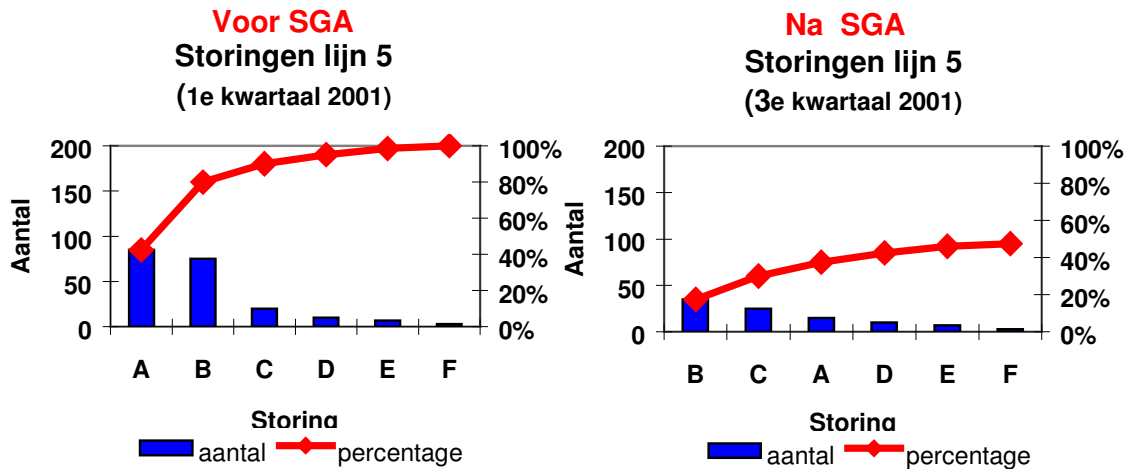 Voor SGA
Storingen lijn 5
(1e kwartaal 2001)
200
150
100
50
0
Aantal
100%
80%
60%
40%
20%
0%
A B C D E F
Storing
aantal percentage
Na SGA
Storingen lijn 5
(3e kwartaal 2001)
200
150
100
50
0
Aantal
100%
80%
60%
40%
20%
0%
B C A D E F
Storing
aantal percentage